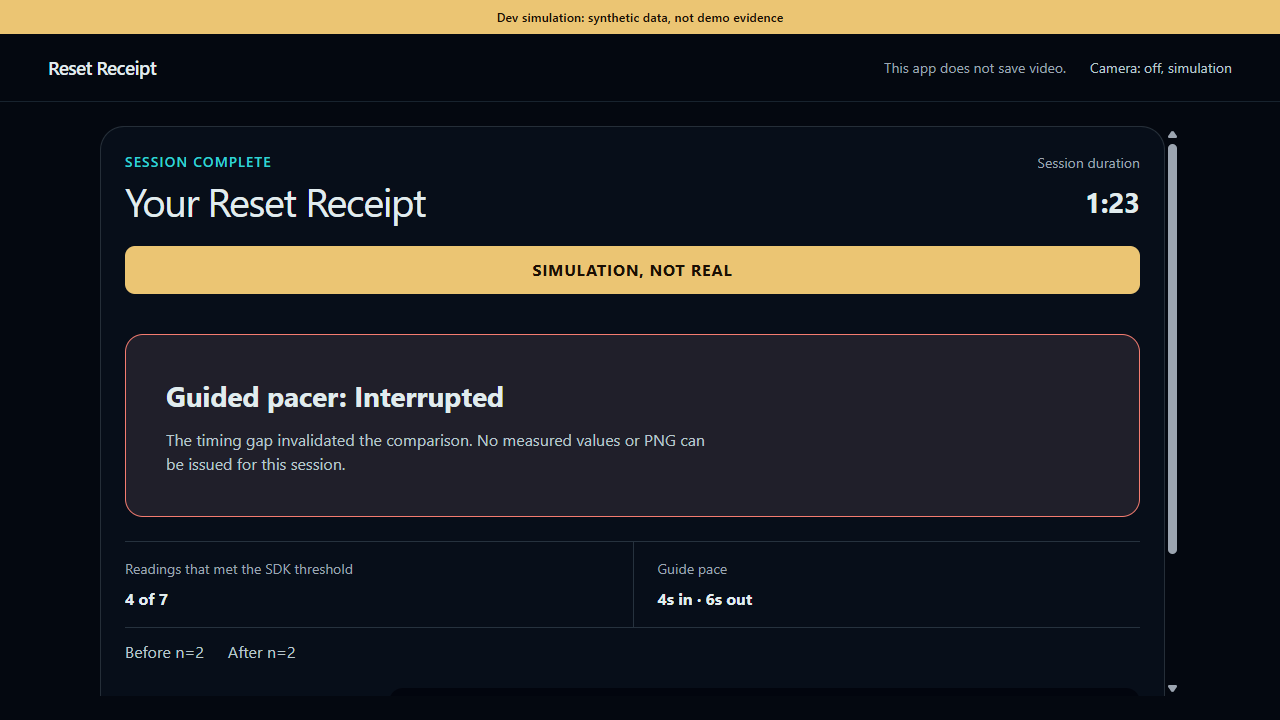 Dev simulation: synthetic data, not demo evidence
Reset Receipt
This app does not save video.
Camera: off, simulation
SESSION COMPLETE
Session duration
Your Reset Receipt
1:23
SIMULATION, NOT REAL
Guided pacer: Interrupted
The timing gap invalidated the comparison. No measured values or PNG can
be issued for this session.
Readings that met the SDK threshold
4 of 7
Guide pace
4s in · 6s out
Before n=2
After n=2